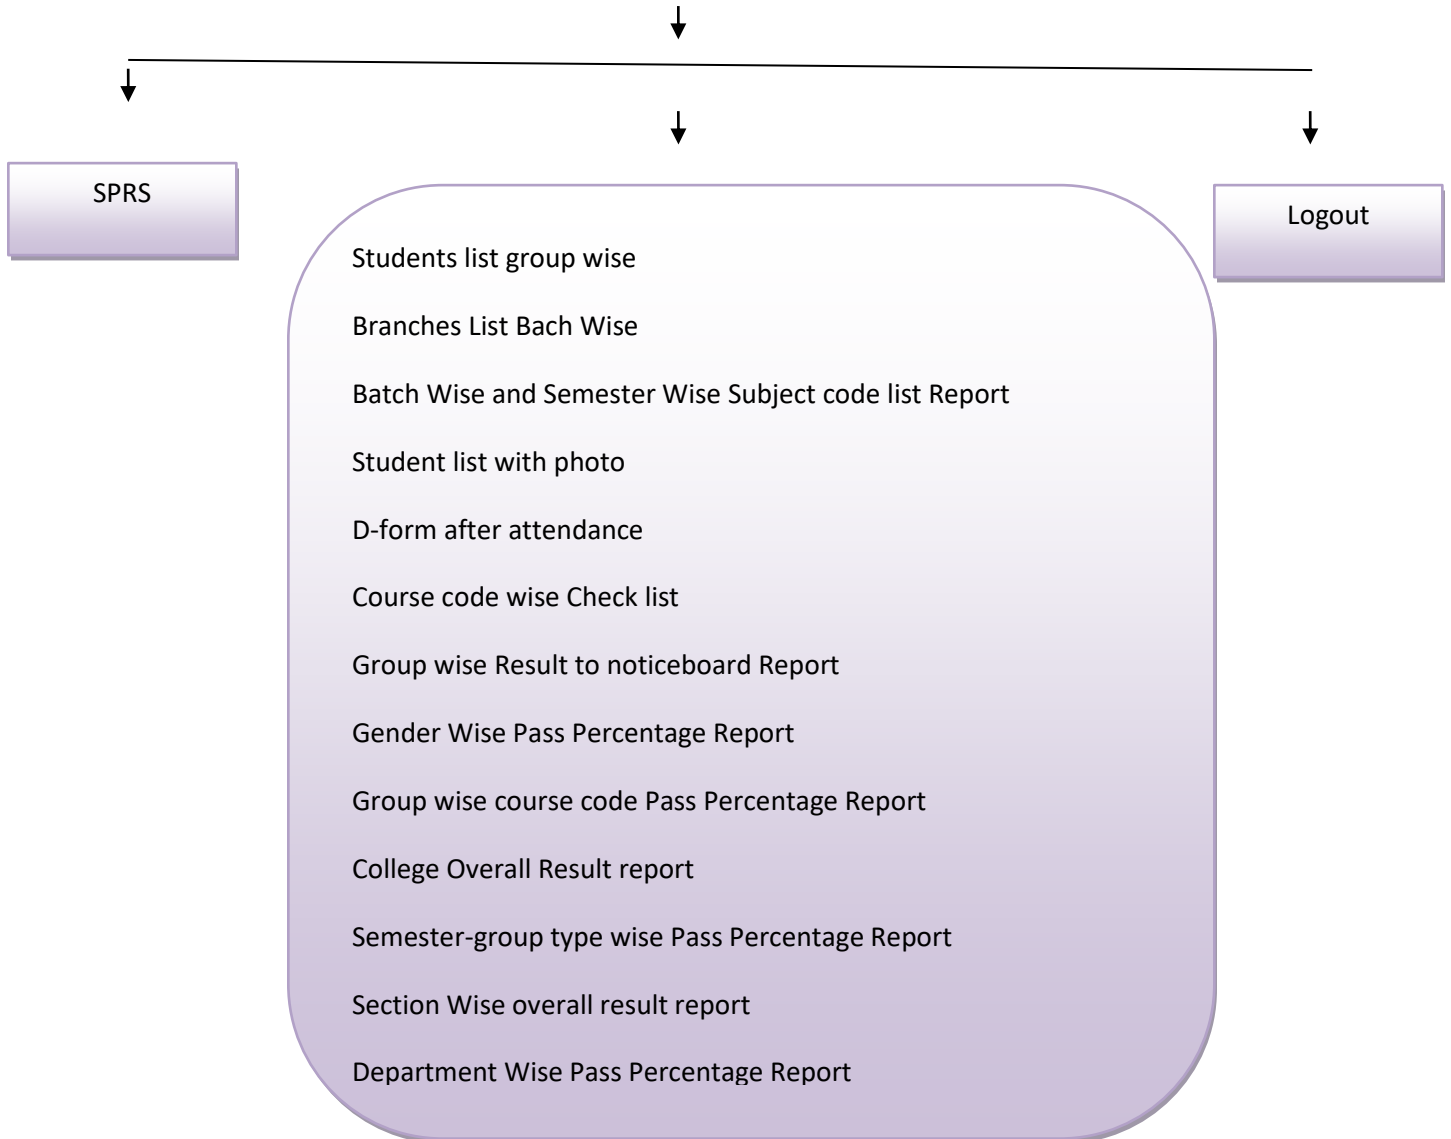 SPRS
Logout
Students list group wise
Branches List Bach Wise
Batch Wise and Semester Wise Subject code list Report
Student list with photo
D-form after attendance
Course code wise Check list
Group wise Result to noticeboard Report
Gender Wise Pass Percentage Report
Group wise course code Pass Percentage Report
College Overall Result report
Semester-group type wise Pass Percentage Report
Section Wise overall result report
Department Wise Pass Percentage Report